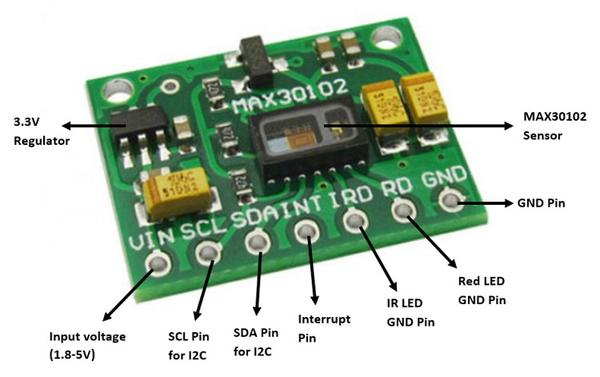 MAX30102
3.3V
Regulator
MAX30102
Sensor
VIN SCL SDA INT IRD RD GND
GND Pin
Red LED
GND Pin
IR LED
GND Pin
Interrupt
Pin
SDA Pin
for I2C
SCL Pin
for I2C
Input voltage
(1.8-5V)